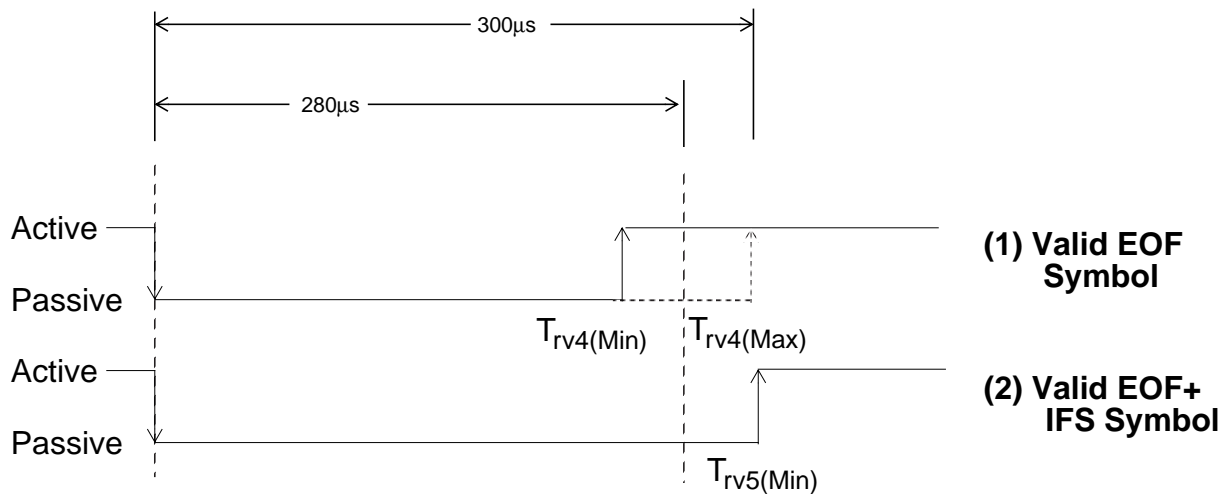 300μs
280μs
Active
Passive
(1) Valid EOF
Symbol
Trv4(Min)
Trv4(Max)
Active
Passive
(2) Valid EOF+
IFS Symbol
Trv5(Min)